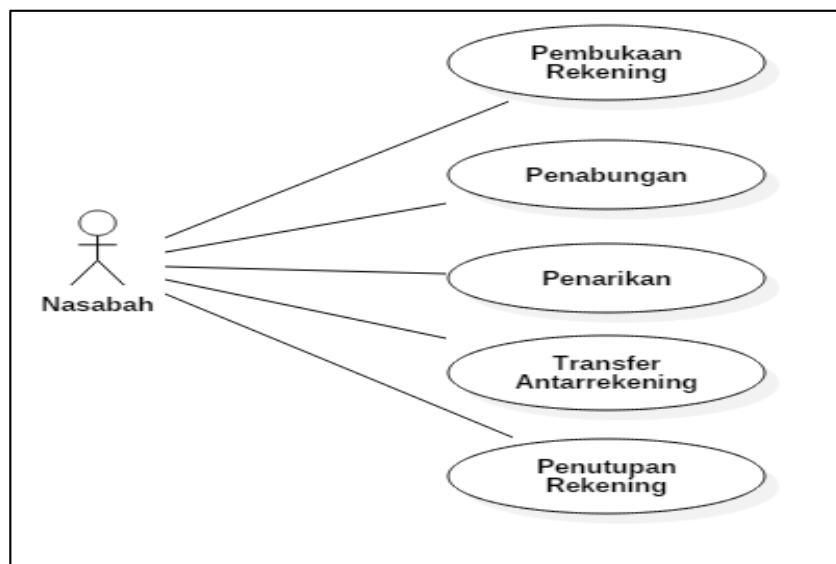 Pembukaan
Rekening
Penabungan
Nasabah
Penarikan
Transfer
Antarrekening
Penutupan
Rekening